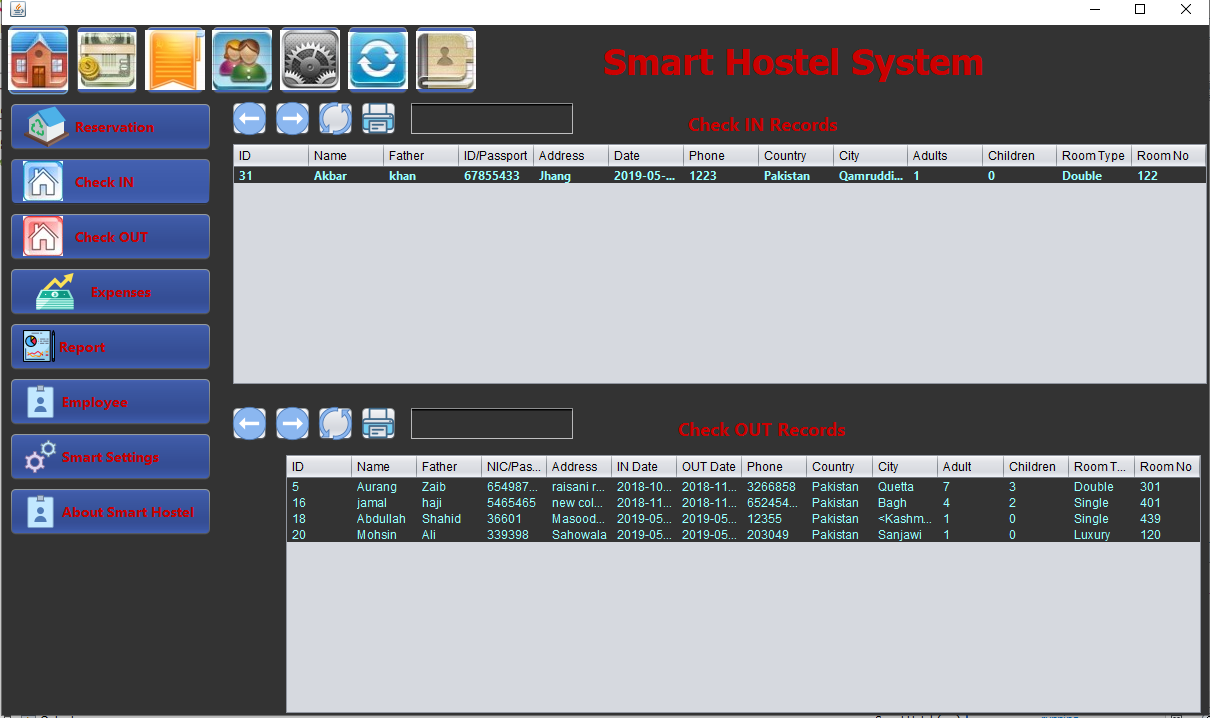 Smart Hostel System
Reservation
Check IN
Check OUT
Expenses
Report
Employee
Smart Settings
About Smart Hostel
Check IN Records
ID Name Father ID/Passport Address Date Phone Country City Adults Children Room Type Room No
31 Akbar khan 67855433 Jhang 2019-05-... 1223 Pakistan Qamruddi... 1 0 Double 122
Check OUT Records
ID Name Father NIC/Pas... Address IN Date OUT Date Phone Country City Adult Children Room T... Room No
5 Aurang Zaib 654987... raisani r... 2018-10... 2018-11... 3266858 Pakistan Quetta 7 3 Double 301
16 jamal haji 5465465 new col... 2018-11... 2018-11... 652454... Pakistan Bagh 4 2 Single 401
18 Abdullah Shahid 36601 Masood... 2019-05... 2019-05... 12355 Pakistan <Kashm... 1 0 Single 439
20 Mohsin Ali 339398 Sahowala 2019-05... 2019-05... 203049 Pakistan Sanjawi 1 0 Luxury 120